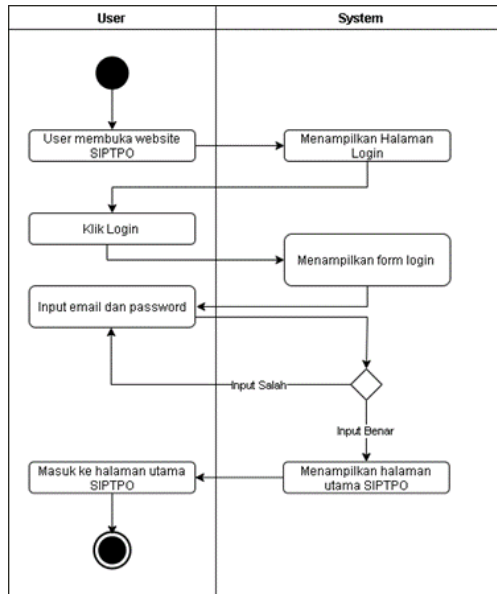 User
System
User membuka website
SIPTPO
Menampilkan Halaman
Login
Klik Login
Menampilkan form login
Input email dan password
Input Salah
Input Benar
Masuk ke halaman utama
SIPTPO
Menampilkan halaman
utama SIPTPO